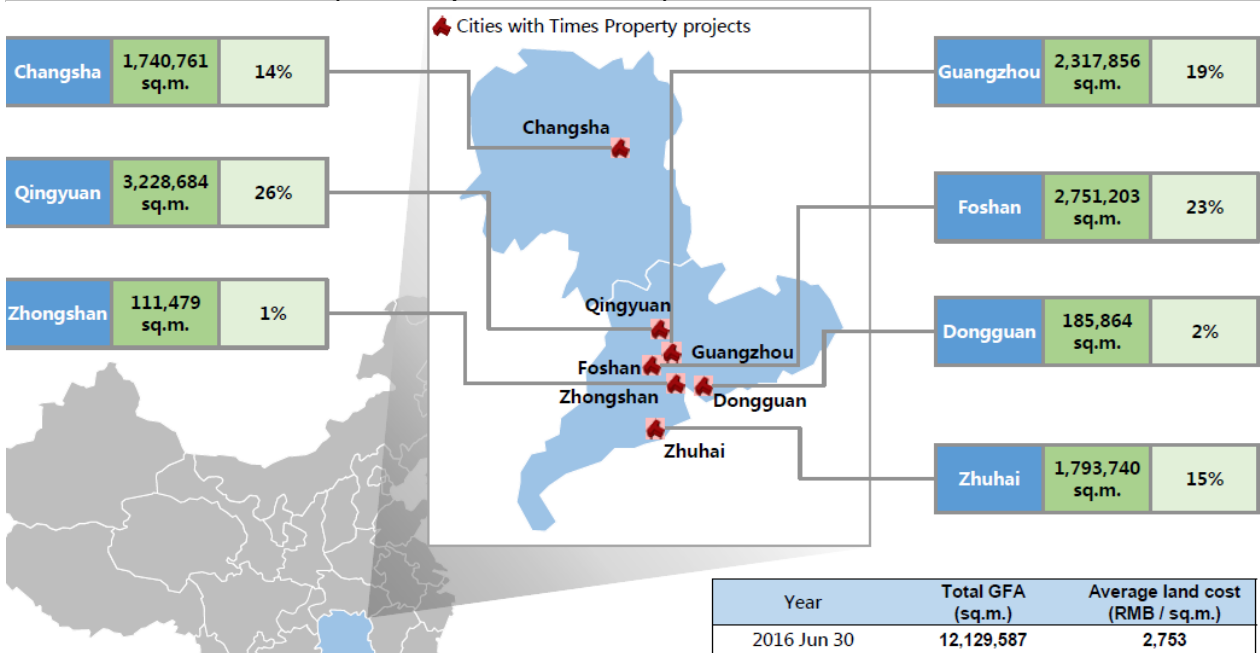 Cities with Times Property projects
Changsha
1,740,761
sq.m.
14%
Qingyuan
3,228,684
sq.m.
26%
Zhongshan
111,479
sq.m.
1%
Changsha
Qingyuan
Guangzhou
Foshan
Zhongshan
Dongguan
Zhuhai
Guangzhou
2,317,856
sq.m.
19%
Foshan
2,751,203
sq.m.
23%
Dongguan
185,864
sq.m.
2%
Zhuhai
1,793,740
sq.m.
15%
Year
Total GFA
(sq.m.)
Average land cost
(RMB / sq.m.)
2016 Jun 30
12,129,587
2,753